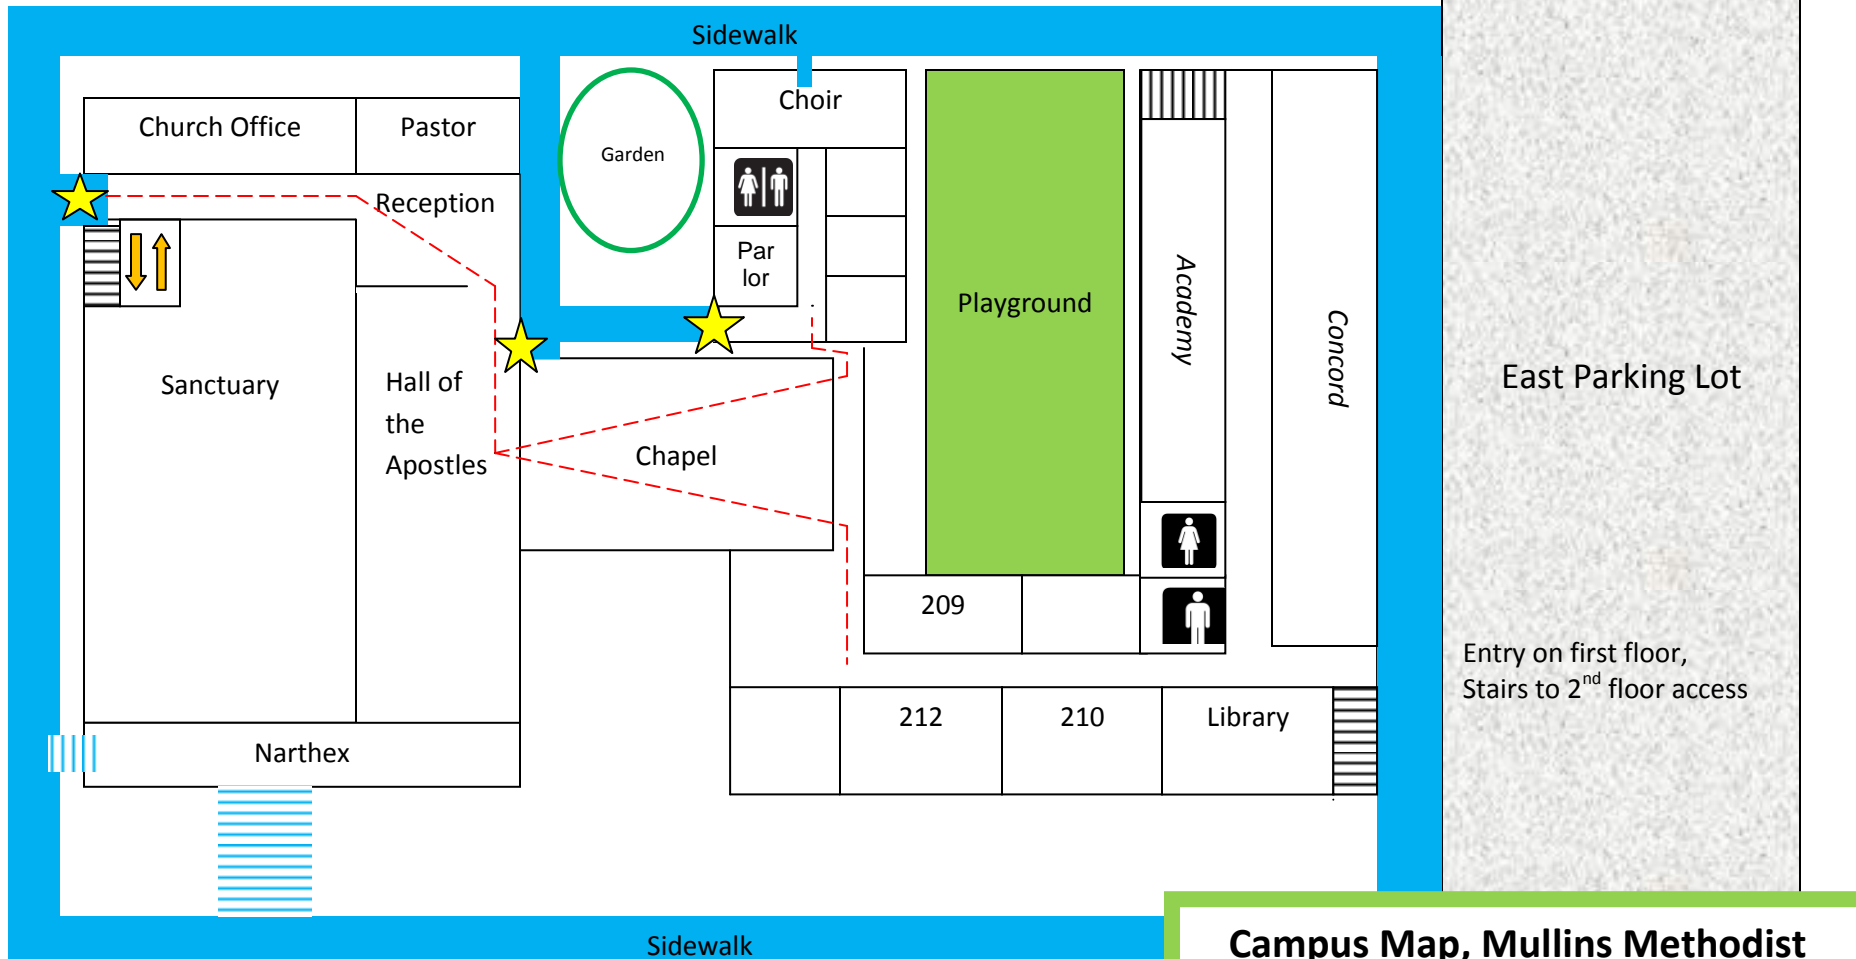 Sidewalk
Church Office
Pastor
Choir
Garden
Reception
Par
lor
Playground
Academy
Concord
East Parking Lot
Sanctuary
Hall of
the
Apostles
Chapel
209
Entry on first floor,
Stairs to 2nd floor access
212
210
Library
Narthex
Sidewalk
Campus Map, Mullins Methodist